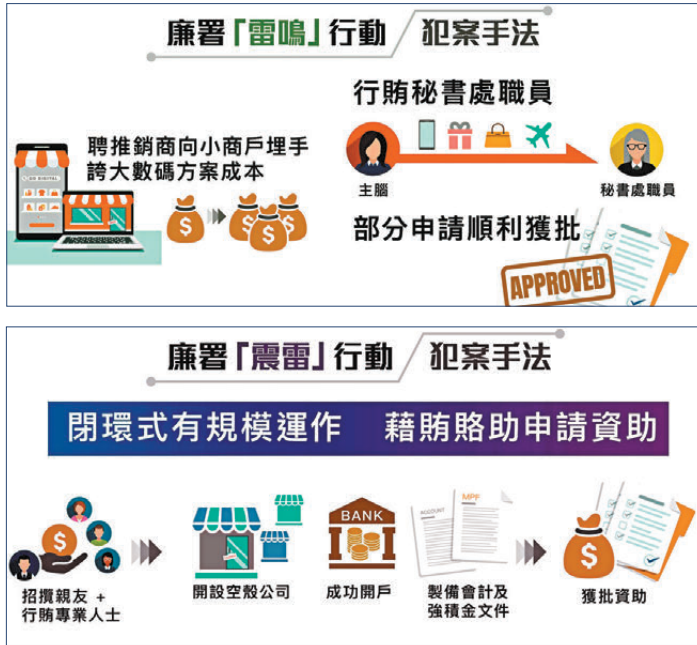 廉署「雷鳴」行動 犯案手法
聘推銷商向小商戶埋手
誇大數碼方案成本
行賄秘書處職員
主腦
秘書處職員
部分申請順利獲批
APPROVED
廉署「震雷」行動 犯案手法
閉環式有規模運作 藉賄賂助申請資助
招攬親友 +
行賄專業人士
開設空殼公司
BANK
成功開戶
ACCOUNT
MPF
製備會計及
強積金文件
獲批資助